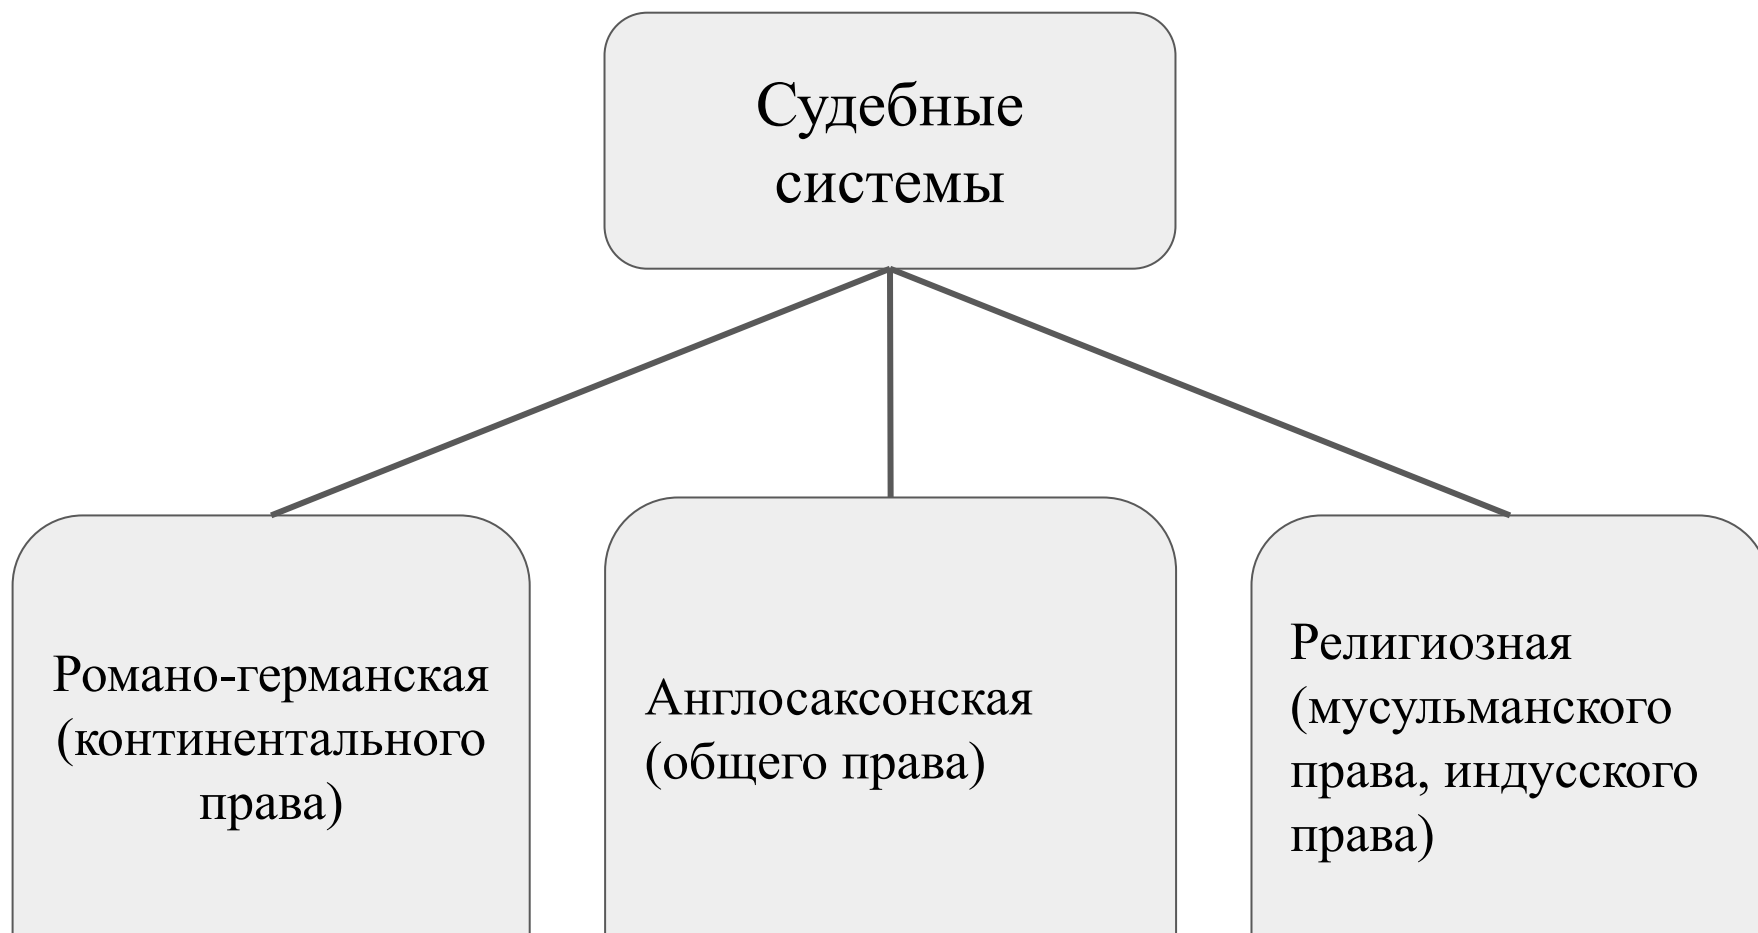 Судебные
системы
Романо-германская
(континентального
права)
Англосаксонская
(общего права)
Религиозная
(мусульманского
права, индусского
права)